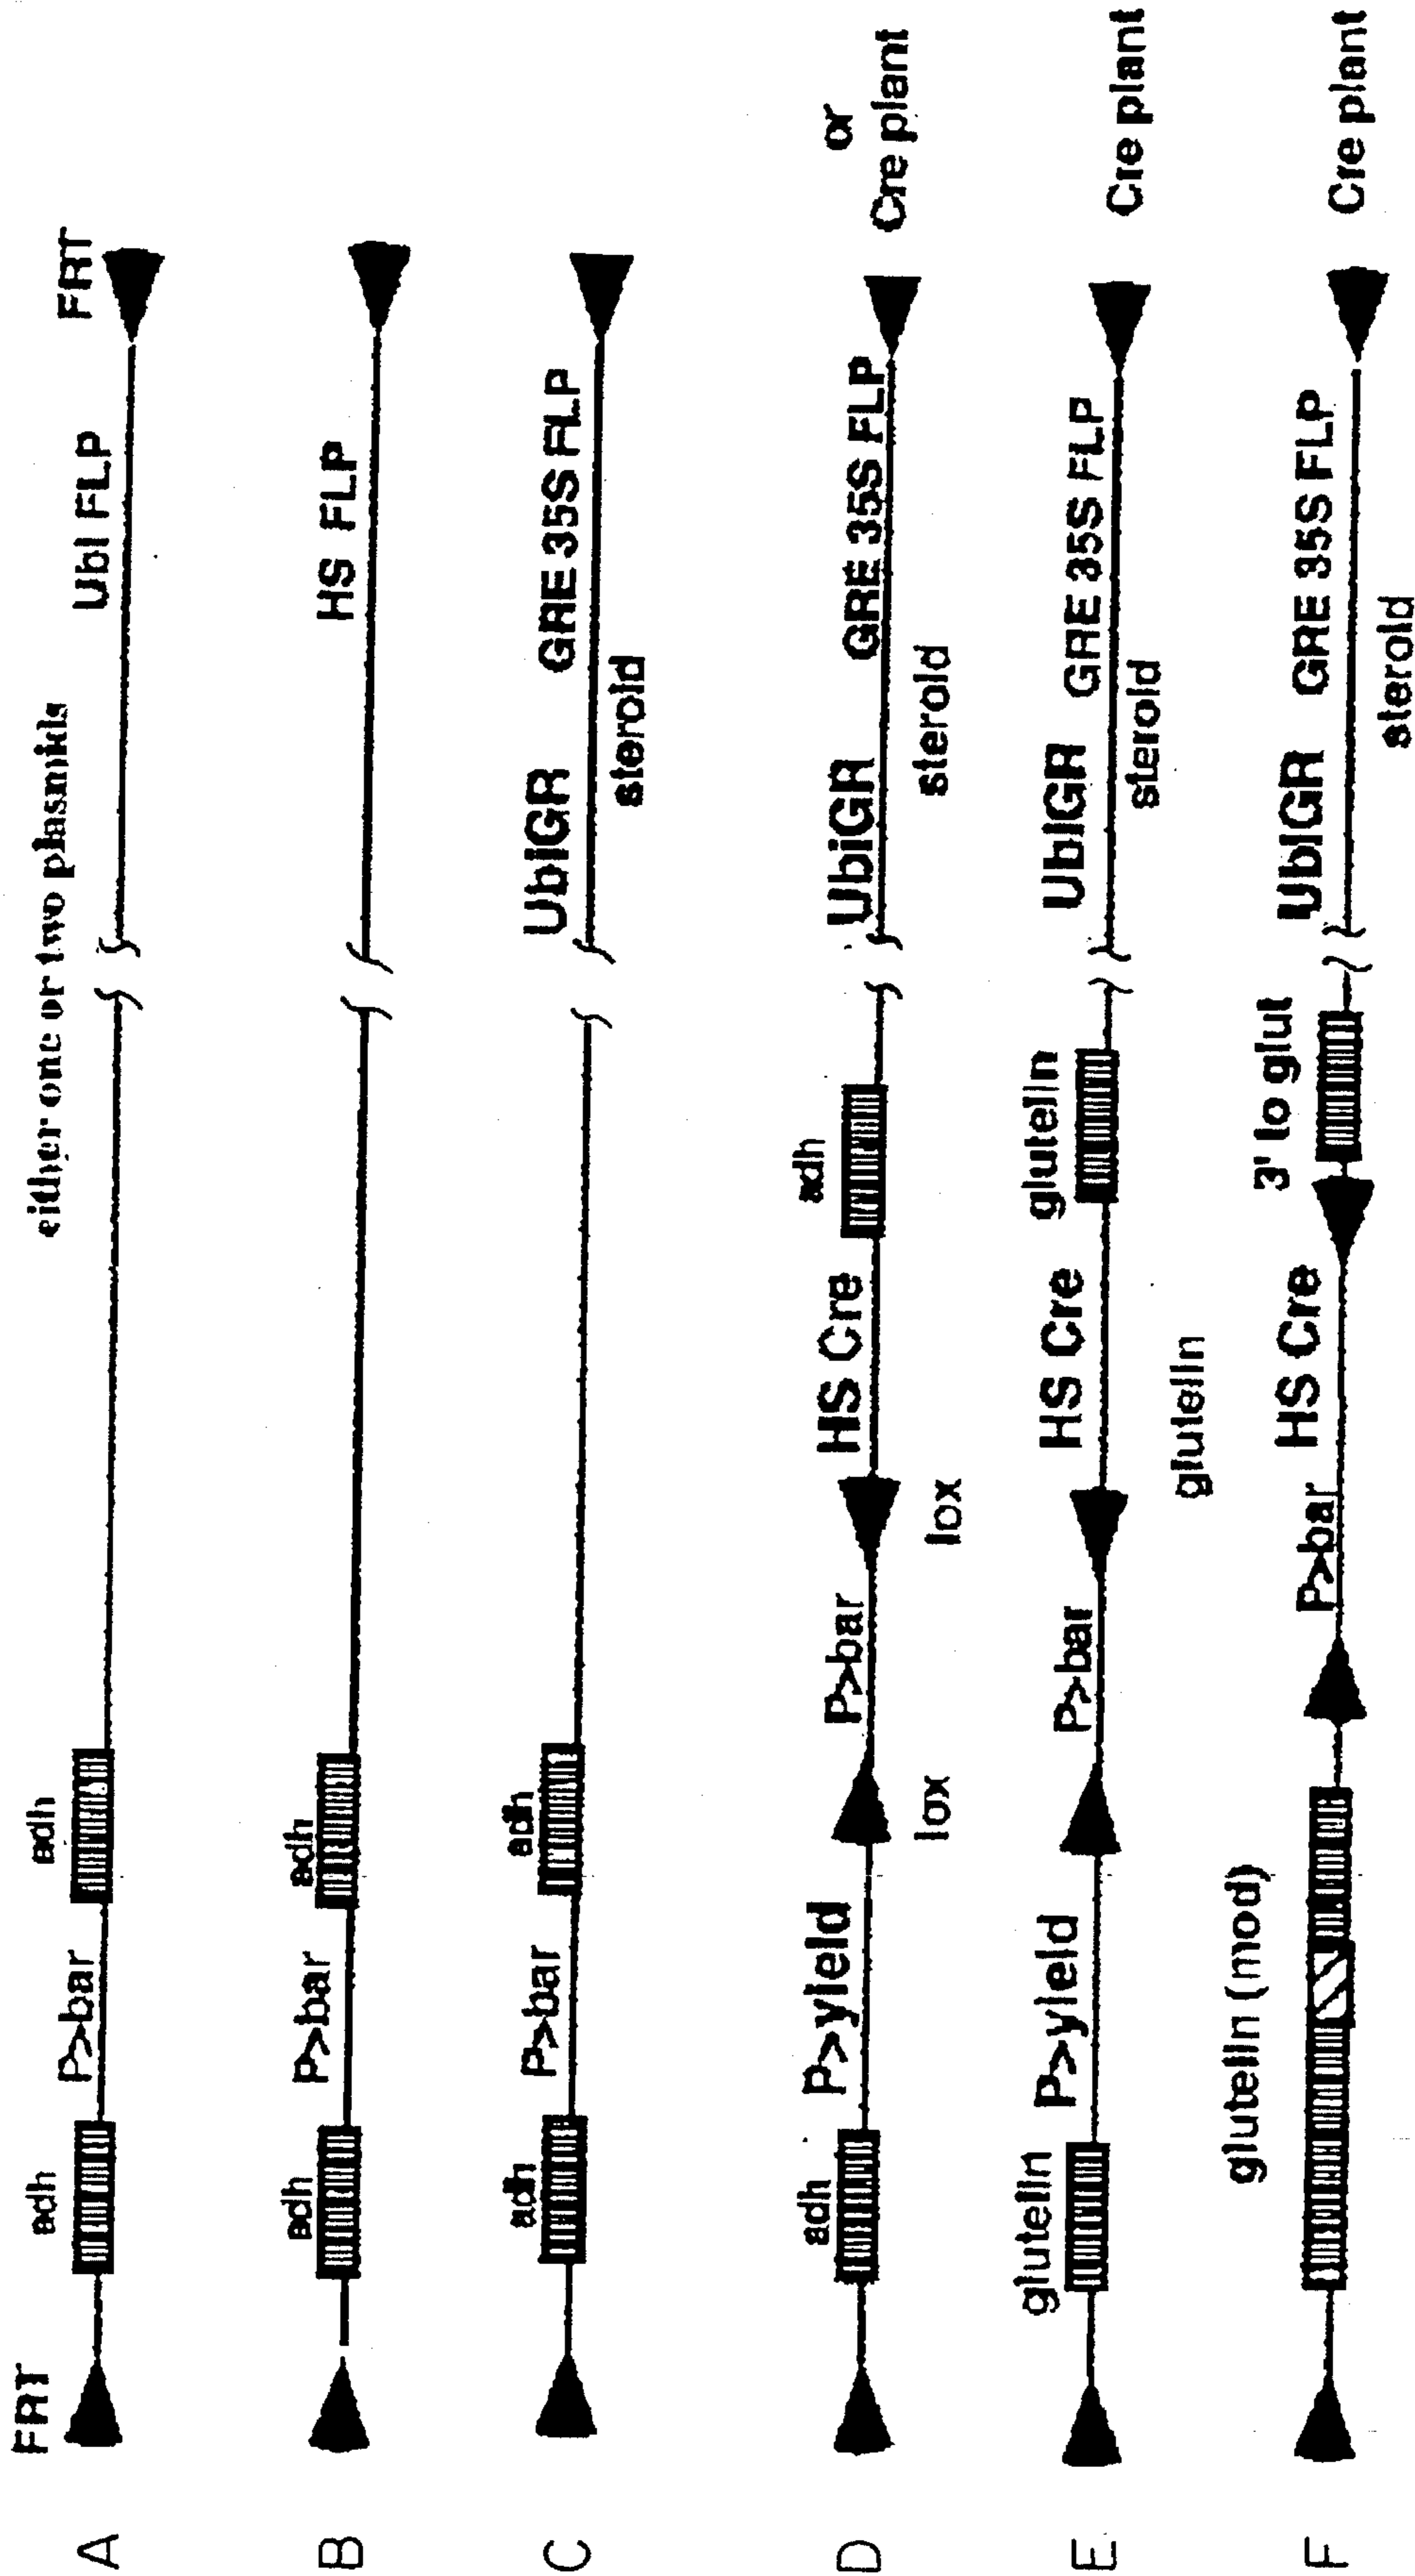 either one or two plasmids
FRT adh adh FRT
A P>bar Ubi FLP
adh adh
B P>bar HS FLP
adh adh
C P>bar UbiGR GRE 35S FLP
steroid
adh adh or
D P>yield P>bar HS Cre UbiGR GRE 35S FLP Cre plant
lox lox steroid
glutelin glutelin
E P>yield P>bar HS Cre UbiGR GRE 35S FLP Cre plant
steroid
glutelin
glutelin (mod) 3' to glut
F P>bar HS Cre UbiGR GRE 35S FLP Cre plant
steroid